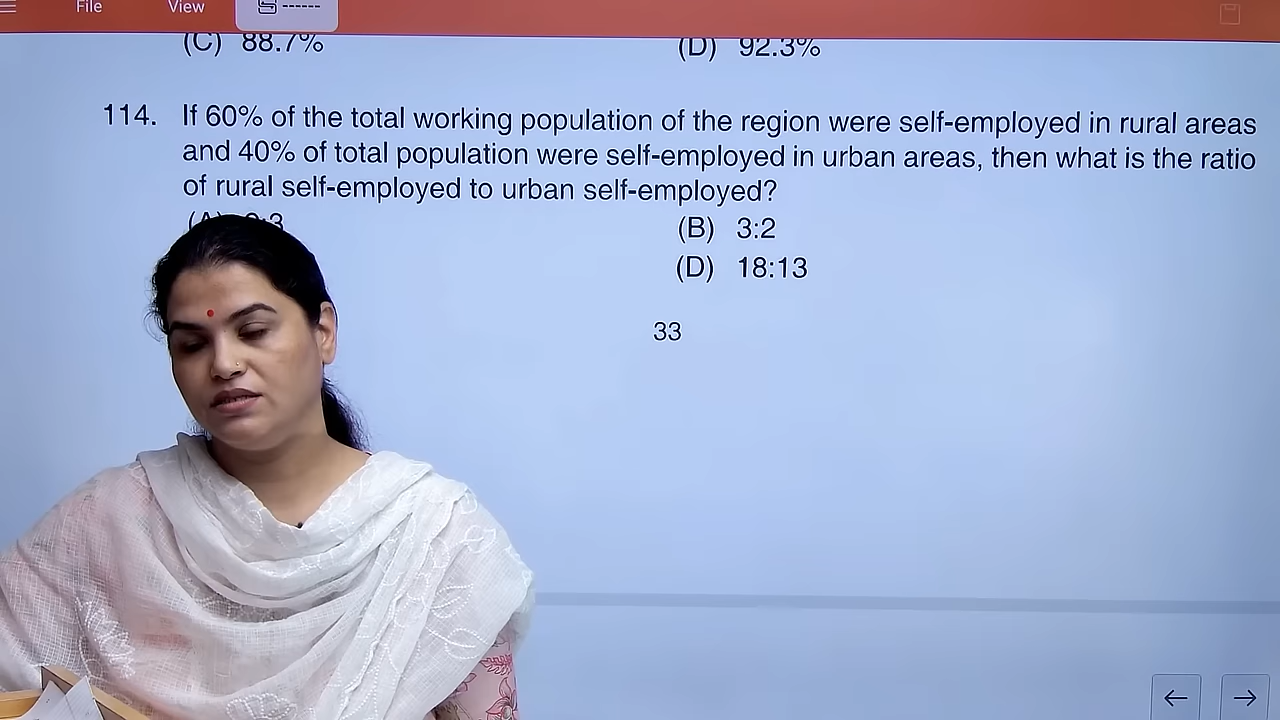 File View ------
(C) 88.7% (D) 92.3%
114. If 60% of the total working population of the region were self-employed in rural areas
and 40% of total population were self-employed in urban areas, then what is the ratio
of rural self-employed to urban self-employed?
(B) 3:2
(D) 18:13
33